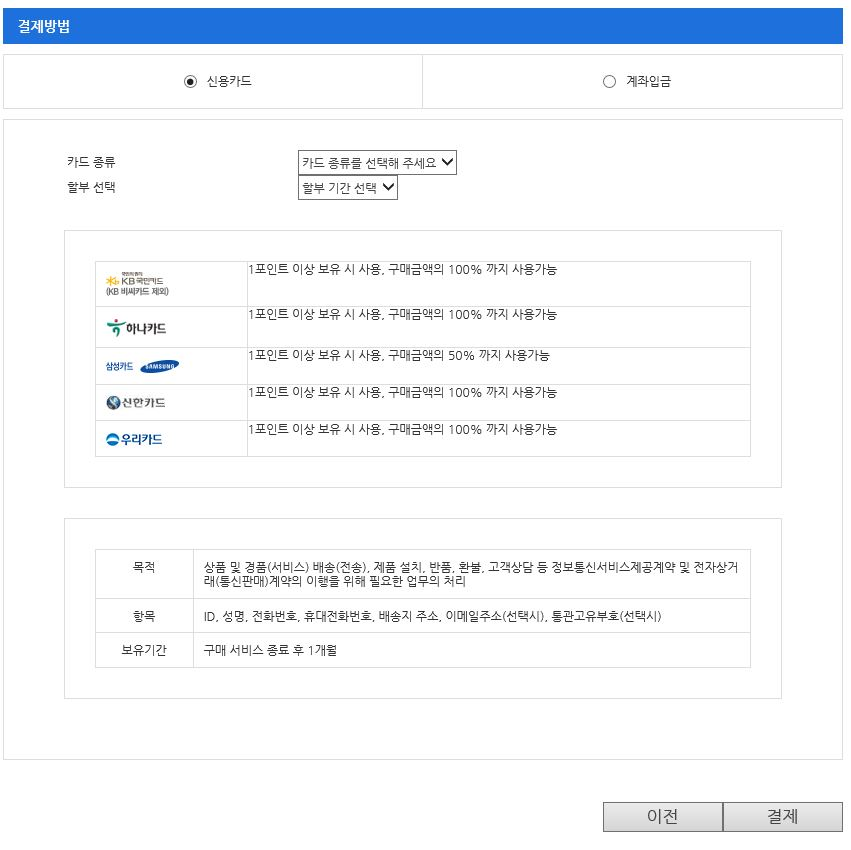 결제방법
신용카드
계좌입금
카드 종류
카드 종류를 선택해 주세요
할부 선택
할부 기간 선택
국민의 평생
KB국민카드
(KB 비씨카드 제외)
1포인트 이상 보유 시 사용, 구매금액의 100% 까지 사용가능
하나카드
1포인트 이상 보유 시 사용, 구매금액의 100% 까지 사용가능
삼성카드 SAMSUNG
1포인트 이상 보유 시 사용, 구매금액의 50% 까지 사용가능
신한카드
1포인트 이상 보유 시 사용, 구매금액의 100% 까지 사용가능
우리카드
1포인트 이상 보유 시 사용, 구매금액의 100% 까지 사용가능
목적
상품 및 경품(서비스) 배송(전송), 제품 설치, 반품, 환불, 고객상담 등 정보통신서비스제공계약 및 전자상거
래(통신판매)계약의 이행을 위해 필요한 업무의 처리
항목
ID, 성명, 전화번호, 휴대전화번호, 배송지 주소, 이메일주소(선택시), 통관고유부호(선택시)
보유기간
구매 서비스 종료 후 1개월
이전
결제